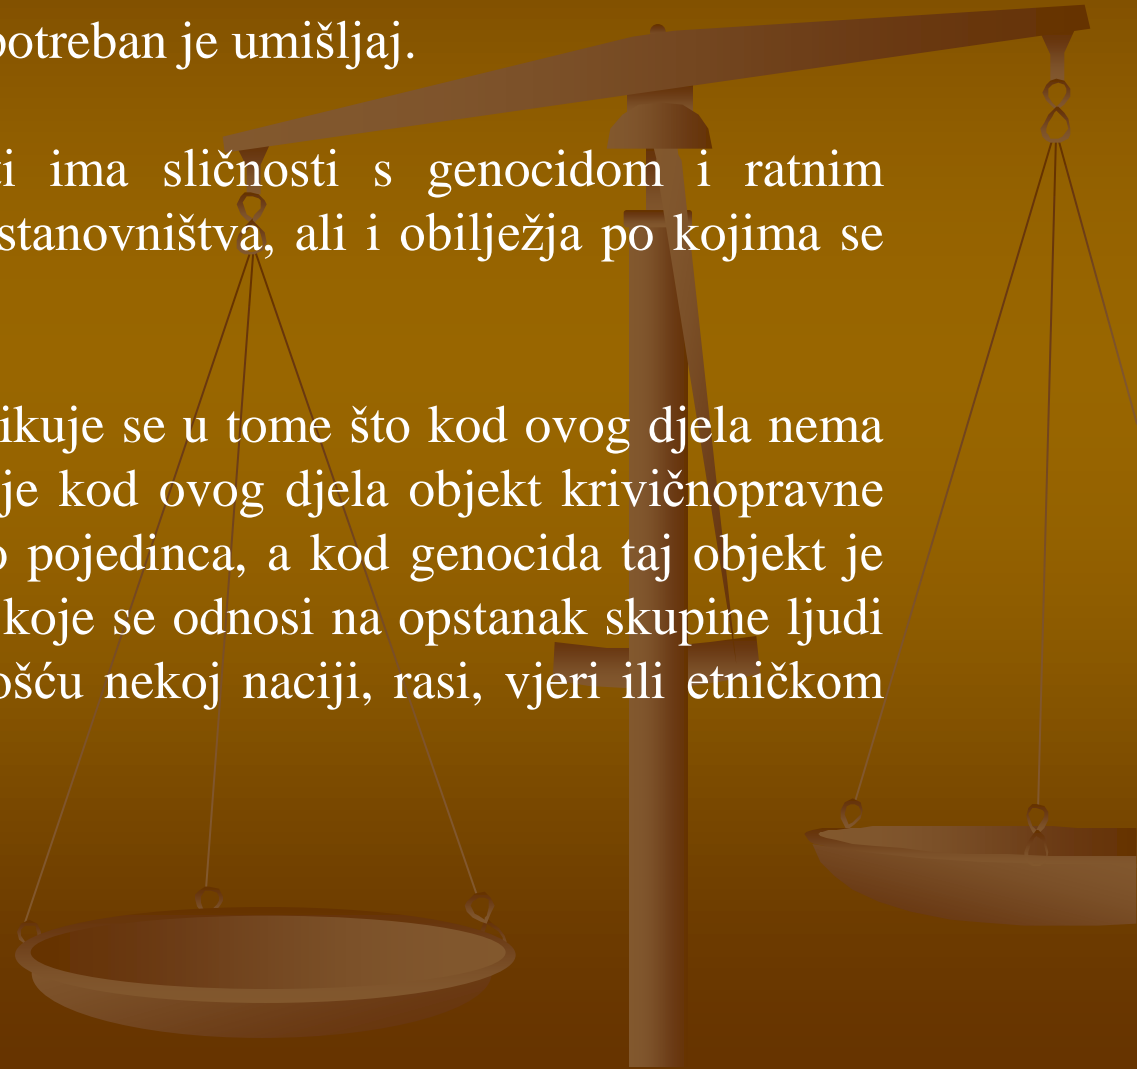 potreban je umišljaj.
ti ima sličnosti s genocidom i ratnim
stanovništva, ali i obilježja po kojima se
ikuje se u tome što kod ovog djela nema
je kod ovog djela objekt krivičnopravne
o pojedinca, a kod genocida taj objekt je
koje se odnosi na opstanak skupine ljudi
ošću nekoj naciji, rasi, vjeri ili etničkom